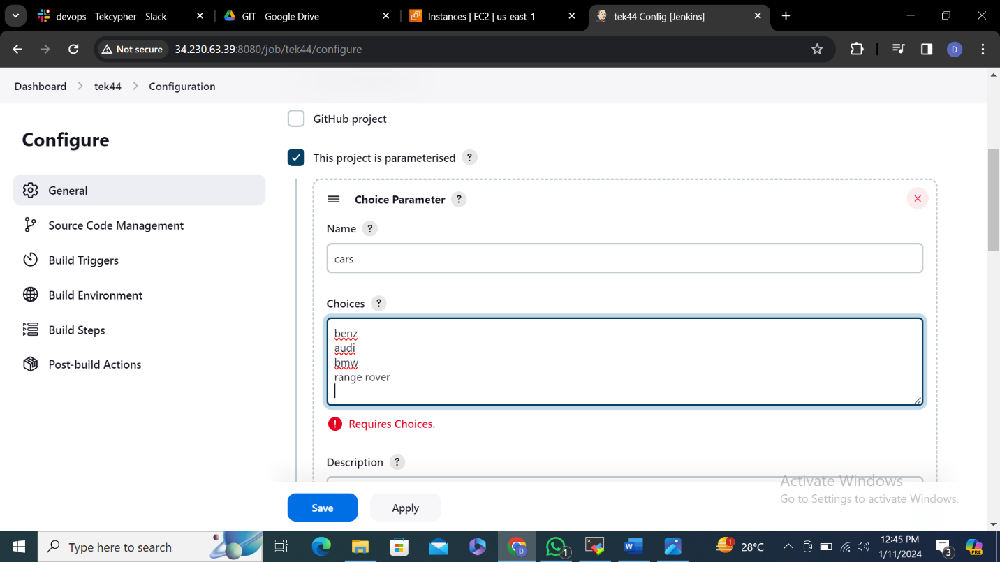 devops - Tekcypher - Slack
GIT - Google Drive
Instances | EC2 | us-east-1
tek44 Config [Jenkins]
Not secure
34.230.63.39:8080/job/tek44/configure
D
Dashboard
tek44
Configuration
Configure
General
Source Code Management
Build Triggers
Build Environment
Build Steps
Post-build Actions
GitHub project
This project is parameterised ?
Choice Parameter ?
Name ?
cars
Choices ?
benz
audi
bmw
range rover
! Requires Choices.
Description ?
Save
Apply
Activate Windows
Go to Settings to activate Windows.
Type here to search
1
1
28°C
12:45 PM
1/11/2024
3
PRE